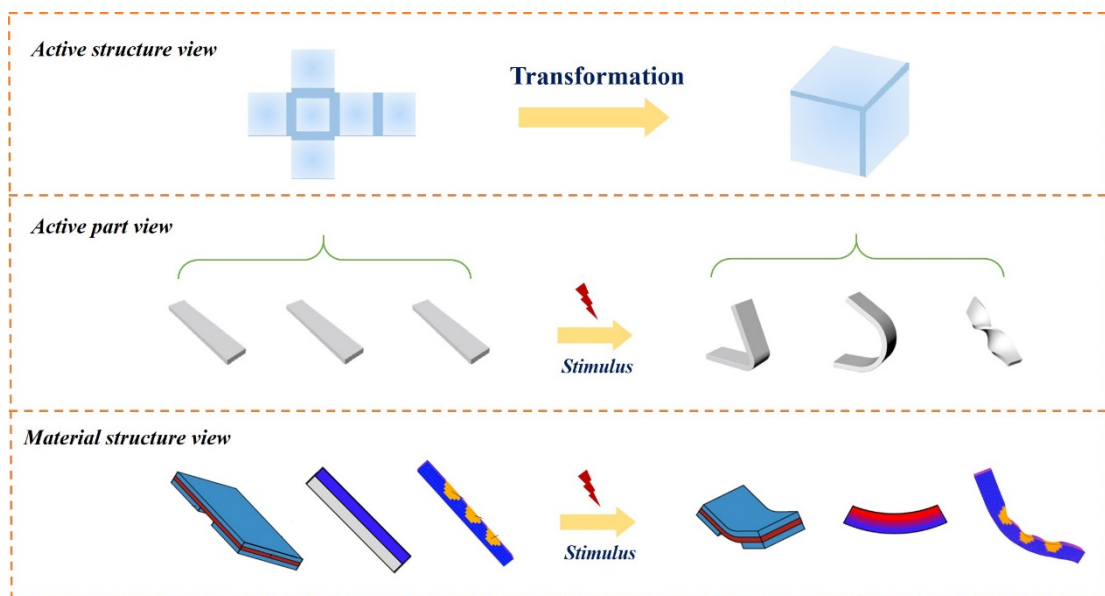 Active structure view
Transformation
Active part view
Stimulus
Material structure view
Stimulus